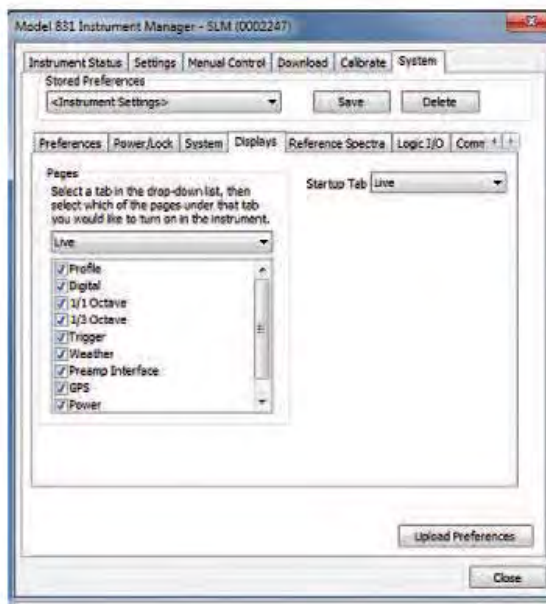 Model 831 Instrument Manager - SLM (0002247)
Instrument Status Settings Manual Control Download Calibrate System
Stored Preferences
<Instrument Settings> Save Delete
Preferences Power/Lock System Displays Reference Spectra Logic I/O Comm
Pages
Select a tab in the drop-down list, then
select which of the pages under that tab
you would like to turn on in the instrument.
Startup Tab Live
Live
Profile
Digital
1/1 Octave
1/3 Octave
Trigger
Weather
Preamp Interface
GPS
Power
Upload Preferences
Close